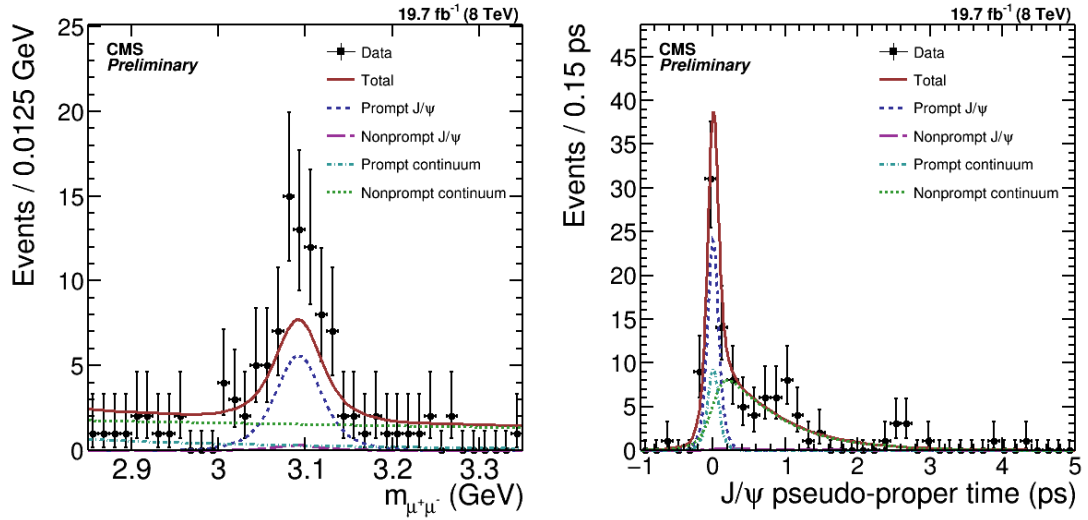 19.7 fb⁻¹ (8 TeV)
CMS
Preliminary
Data
Total
Prompt J/ψ
Nonprompt J/ψ
Prompt continuum
Nonprompt continuum
Events / 0.0125 GeV
25
20
15
10
5
0
2.9 3 3.1 3.2 3.3
m_μ⁺μ⁻ (GeV)
19.7 fb⁻¹ (8 TeV)
CMS
Preliminary
Data
Total
Prompt J/ψ
Nonprompt J/ψ
Prompt continuum
Nonprompt continuum
Events / 0.15 ps
45
40
35
30
25
20
15
10
5
0
−1 0 1 2 3 4 5
J/ψ pseudo-proper time (ps)